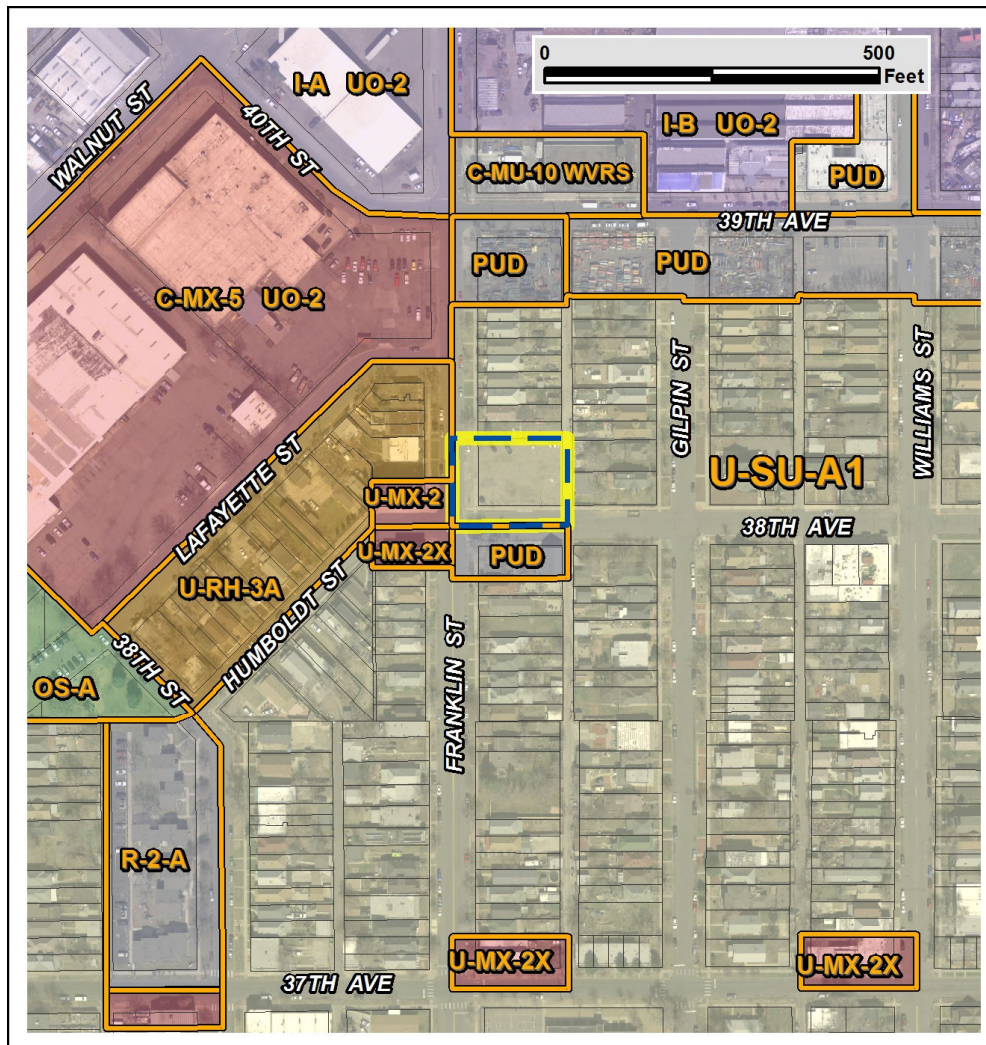 0 500
Feet
I-A UO-2
WALNUT ST
40TH ST
I-B UO-2
C-MU-10 WVRS
PUD
39TH AVE
PUD
PUD
C-MX-5 UO-2
GILPIN ST
WILLIAMS ST
LAFAYETTE ST
U-SU-A1
U-MX-2
38TH AVE
U-MX-2X
PUD
U-RH-3A
HUMBOLDT ST
38TH ST
OS-A
FRANKLIN ST
R-2-A
U-MX-2X
U-MX-2X
37TH AVE